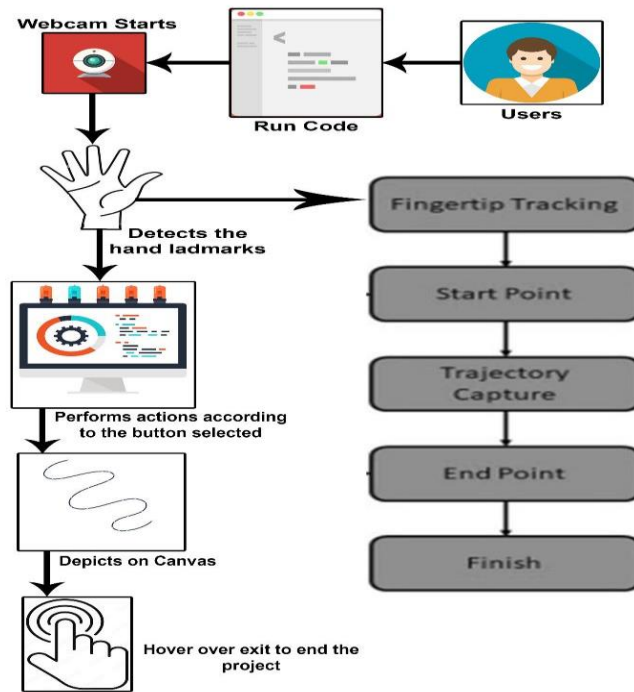 Webcam Starts
Run Code
Users
Detects the
hand ladmarks
Performs actions according
to the button selected
Depicts on Canvas
Hover over exit to end the
project
Fingertip Tracking
Start Point
Trajectory
Capture
End Point
Finish